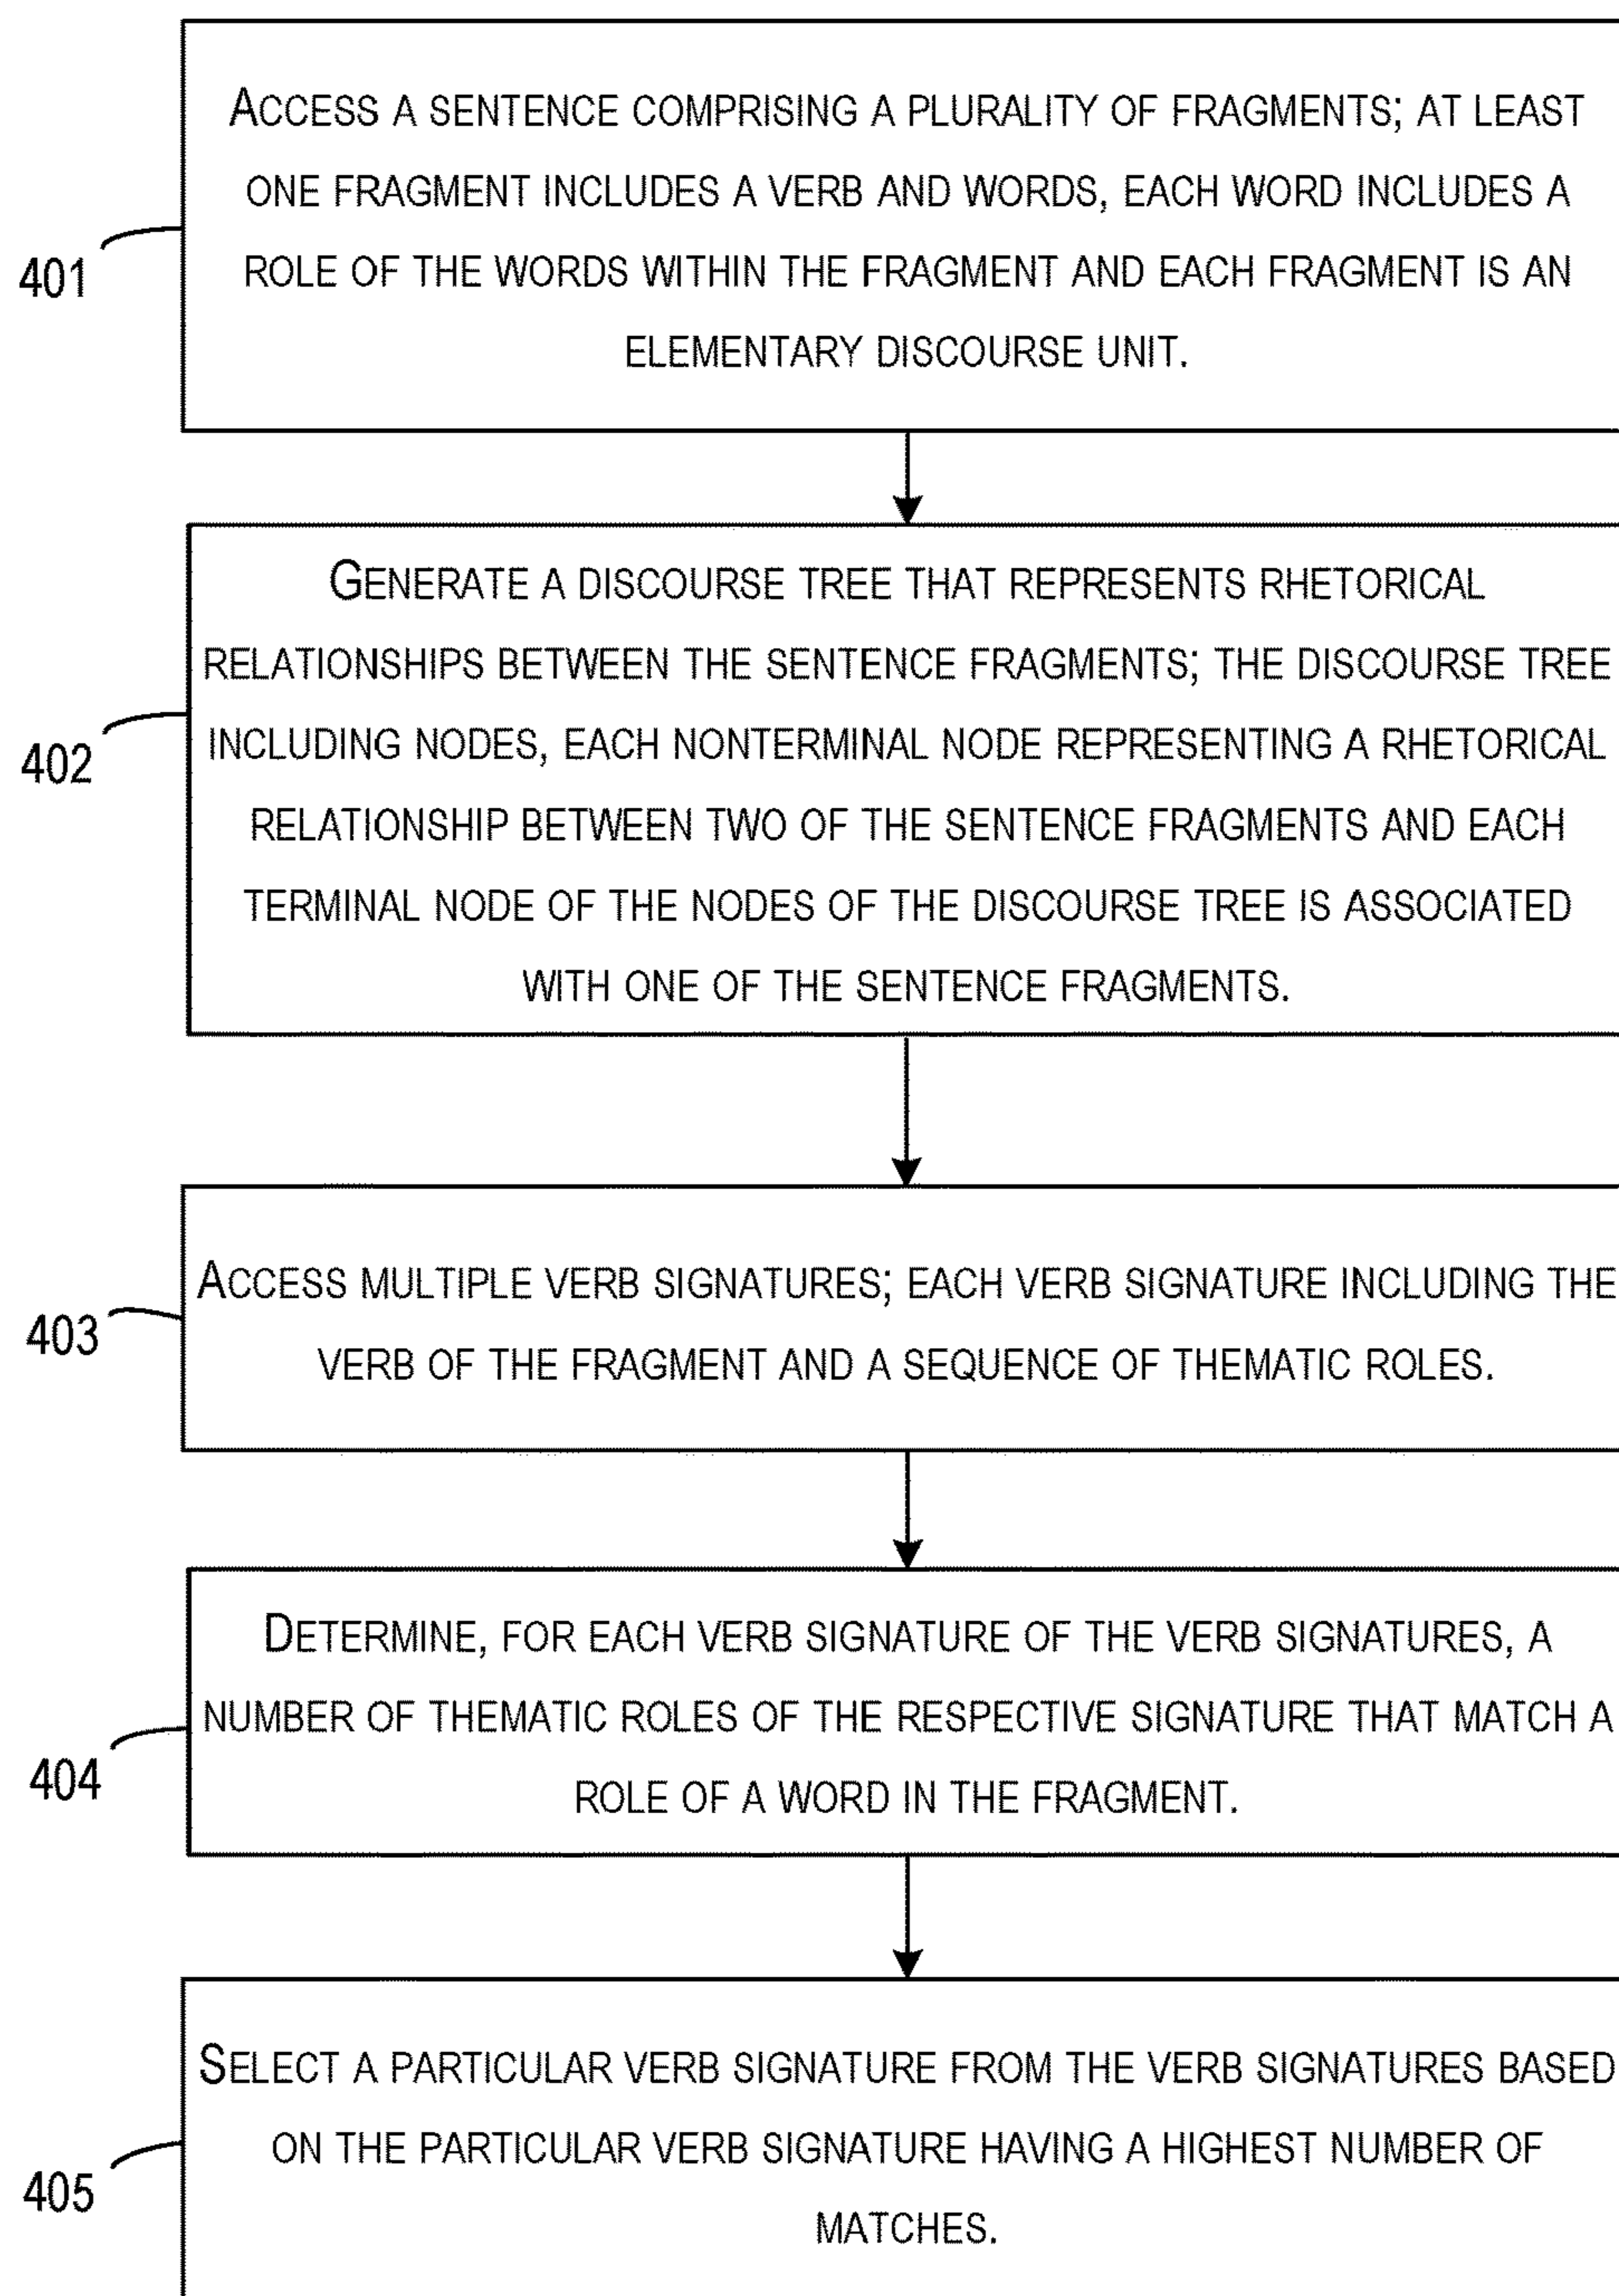 ACCESS A SENTENCE COMPRISING A PLURALITY OF FRAGMENTS; AT LEAST
ONE FRAGMENT INCLUDES A VERB AND WORDS, EACH WORD INCLUDES A
ROLE OF THE WORDS WITHIN THE FRAGMENT AND EACH FRAGMENT IS AN
ELEMENTARY DISCOURSE UNIT.
401
GENERATE A DISCOURSE TREE THAT REPRESENTS RHETORICAL
RELATIONSHIPS BETWEEN THE SENTENCE FRAGMENTS; THE DISCOURSE TREE
INCLUDING NODES, EACH NONTERMINAL NODE REPRESENTING A RHETORICAL
RELATIONSHIP BETWEEN TWO OF THE SENTENCE FRAGMENTS AND EACH
TERMINAL NODE OF THE NODES OF THE DISCOURSE TREE IS ASSOCIATED
WITH ONE OF THE SENTENCE FRAGMENTS.
402
ACCESS MULTIPLE VERB SIGNATURES; EACH VERB SIGNATURE INCLUDING THE
VERB OF THE FRAGMENT AND A SEQUENCE OF THEMATIC ROLES.
403
DETERMINE, FOR EACH VERB SIGNATURE OF THE VERB SIGNATURES, A
NUMBER OF THEMATIC ROLES OF THE RESPECTIVE SIGNATURE THAT MATCH A
ROLE OF A WORD IN THE FRAGMENT.
404
SELECT A PARTICULAR VERB SIGNATURE FROM THE VERB SIGNATURES BASED
ON THE PARTICULAR VERB SIGNATURE HAVING A HIGHEST NUMBER OF
MATCHES.
405